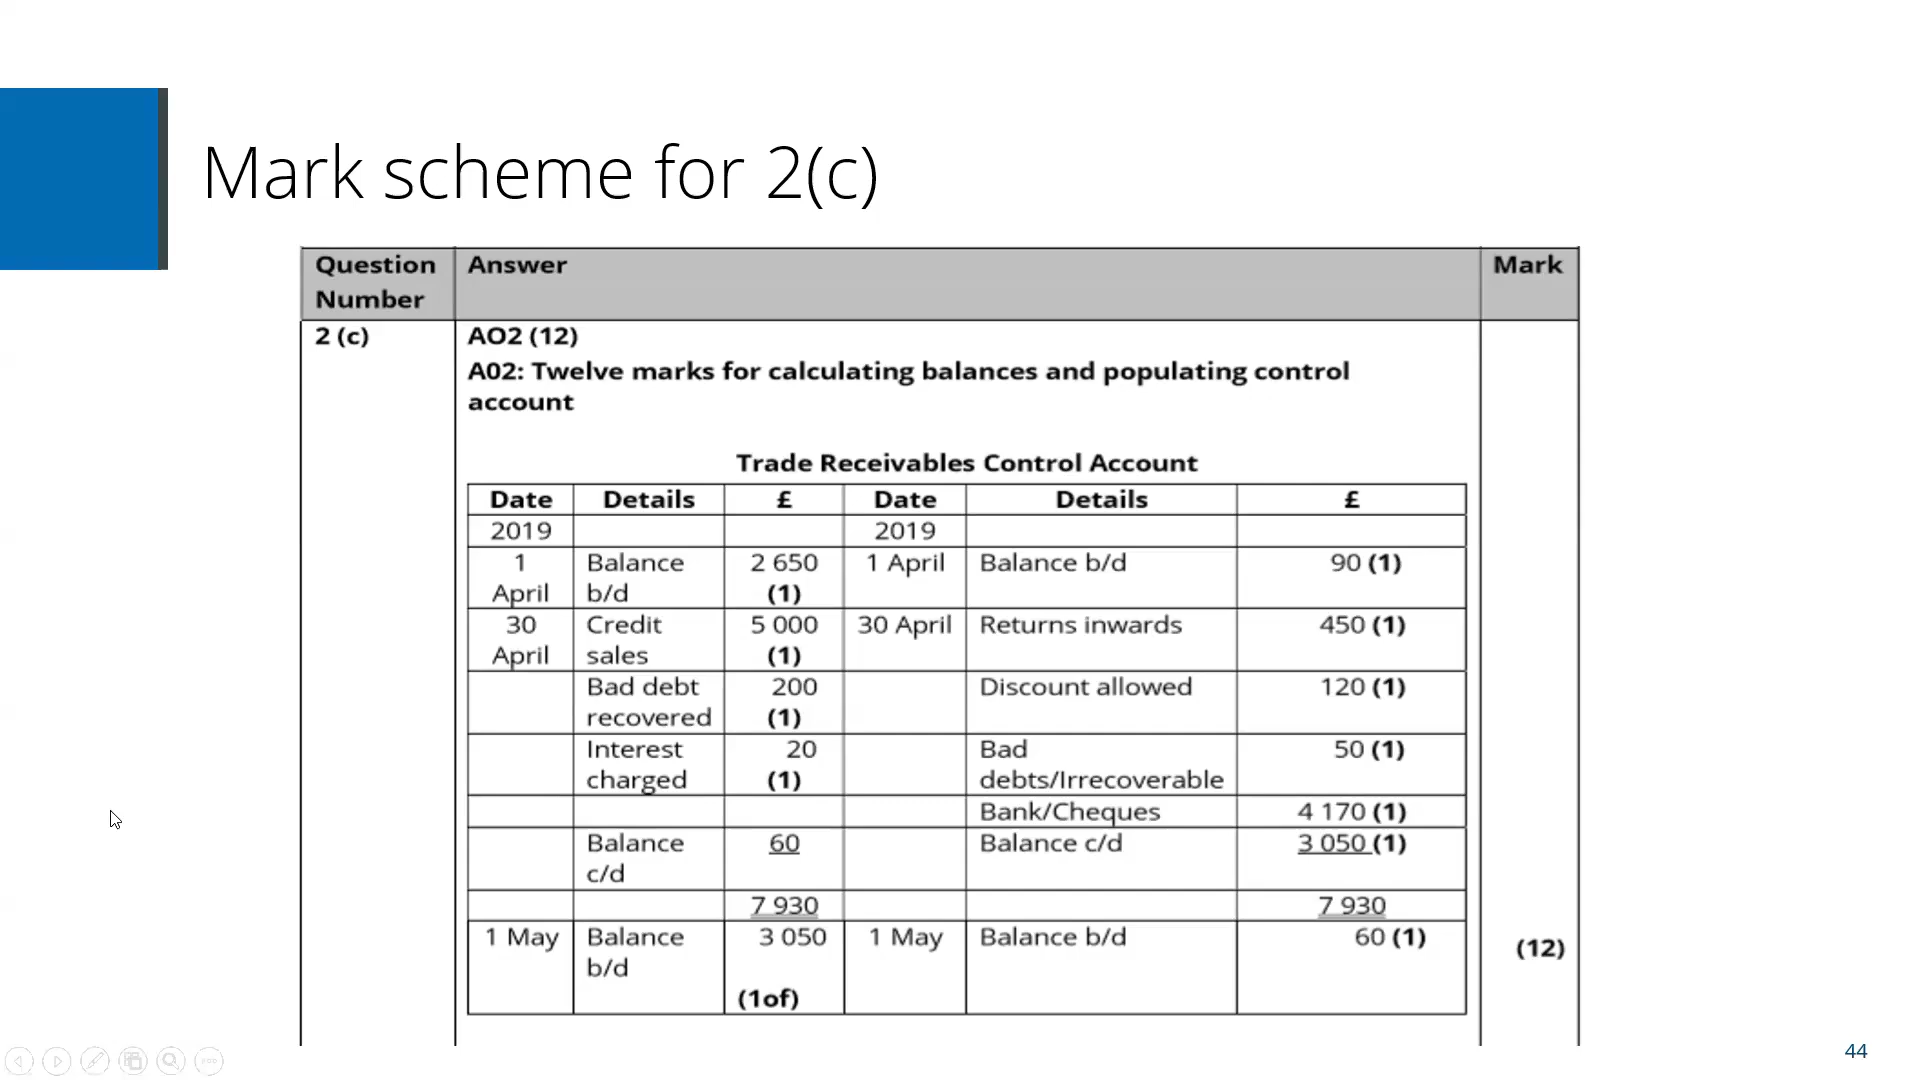 Mark scheme for 2(c)
Question Number Answer Mark
2 (c) AO2 (12)
A02: Twelve marks for calculating balances and populating control
account
Trade Receivables Control Account
Date Details £ Date Details £
2019 2019
1 April Balance b/d 2 650 (1) 1 April Balance b/d 90 (1)
30 April Credit sales 5 000 (1) 30 April Returns inwards 450 (1)
Bad debt recovered 200 (1) Discount allowed 120 (1)
Interest charged 20 (1) Bad debts/Irrecoverable 50 (1)
Bank/Cheques 4 170 (1)
Balance c/d 60 Balance c/d 3 050 (1)
7 930 7 930
1 May Balance b/d 3 050 (1of) 1 May Balance b/d 60 (1) (12)
44